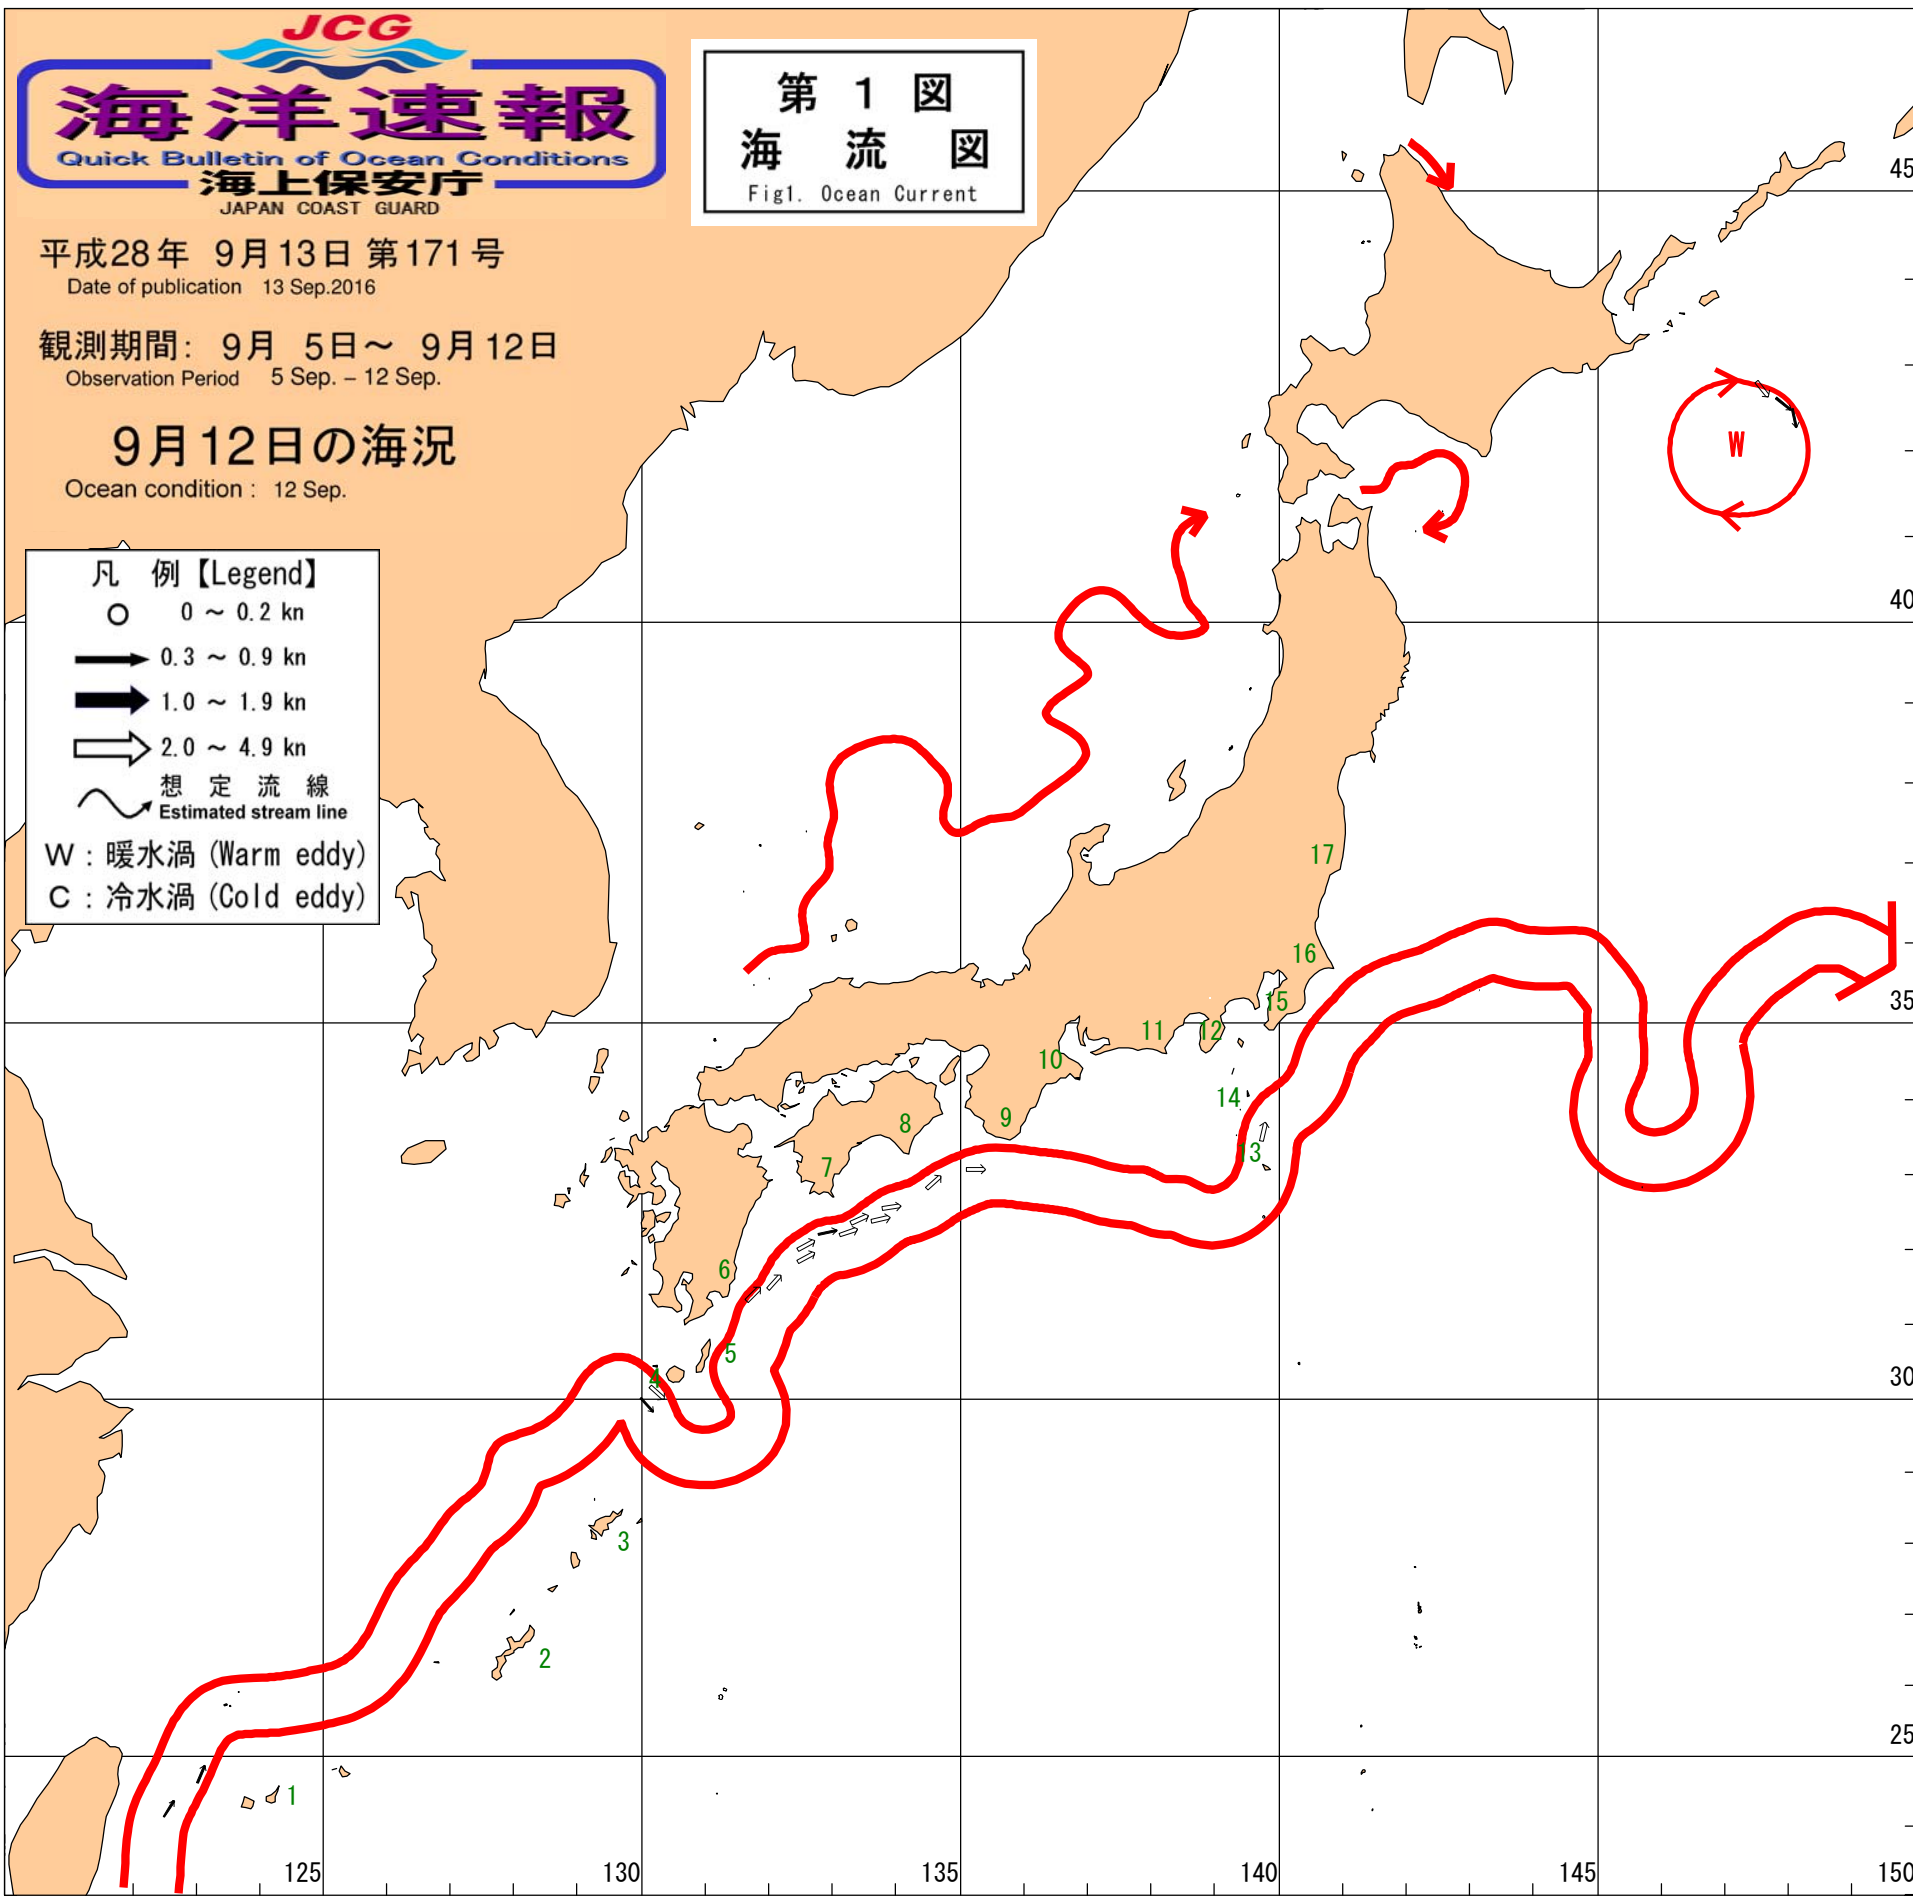 JCG
海洋速報
Quick Bulletin of Ocean Conditions
海上保安庁
JAPAN COAST GUARD
第 1 図
海 流 図
Fig1. Ocean Current
平成28年 9月13日 第171号
Date of publication 13 Sep.2016
観測期間: 9月 5日～ 9月12日
Observation Period 5 Sep. – 12 Sep.
9月12日の海況
Ocean condition : 12 Sep.
凡 例【Legend】
0 ～ 0.2 kn
0.3 ～ 0.9 kn
1.0 ～ 1.9 kn
2.0 ～ 4.9 kn
想 定 流 線
Estimated stream line
W : 暖水渦 (Warm eddy)
C : 冷水渦 (Cold eddy)
45
W
40
17
16
35
15
11
12
10
14
9
8
13
7
6
5
4
30
3
2
25
1
125
130
135
140
145
150